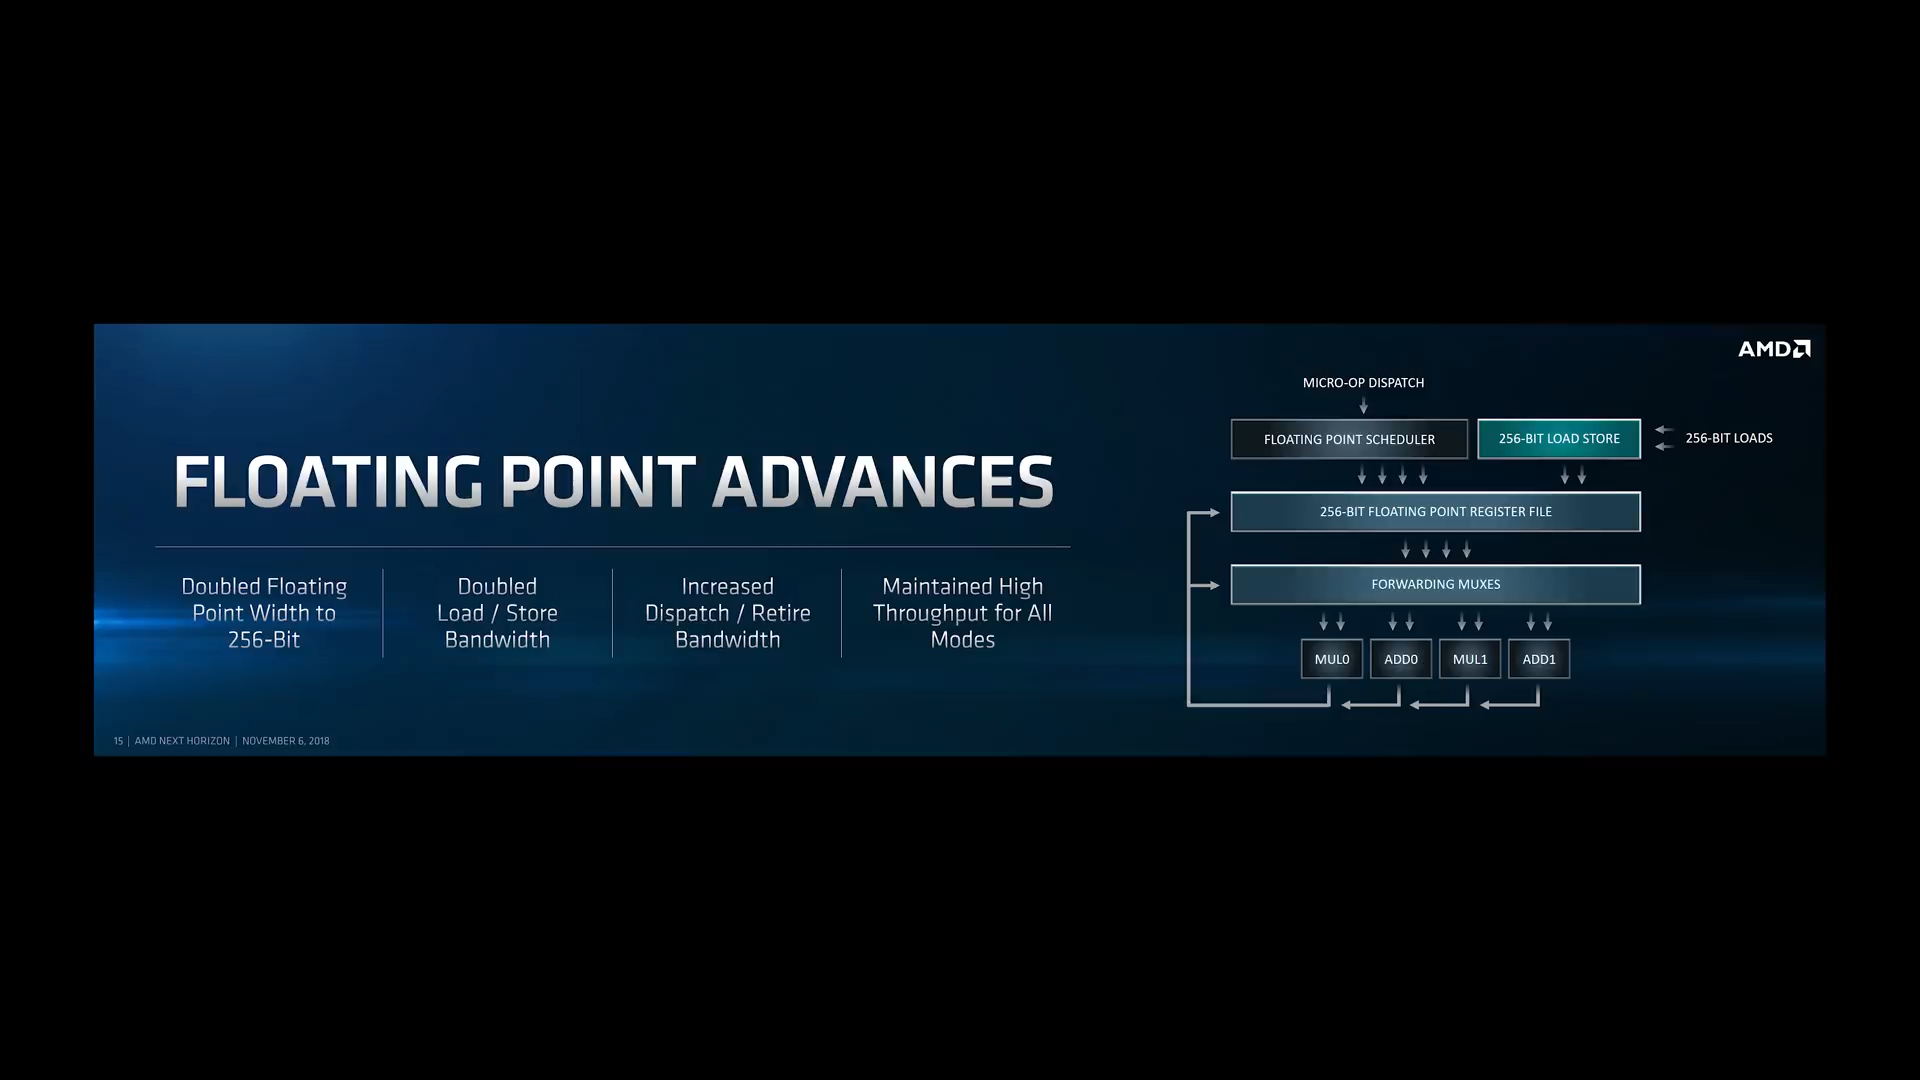 AMD
FLOATING POINT ADVANCES
Doubled Floating
Point Width to
256-Bit
Doubled
Load / Store
Bandwidth
Increased
Dispatch / Retire
Bandwidth
Maintained High
Throughput for All
Modes
MICRO-OP DISPATCH
FLOATING POINT SCHEDULER
256-BIT LOAD STORE
256-BIT LOADS
256-BIT FLOATING POINT REGISTER FILE
FORWARDING MUXES
MUL0
ADD0
MUL1
ADD1
15 | AMD NEXT HORIZON | NOVEMBER 6, 2018